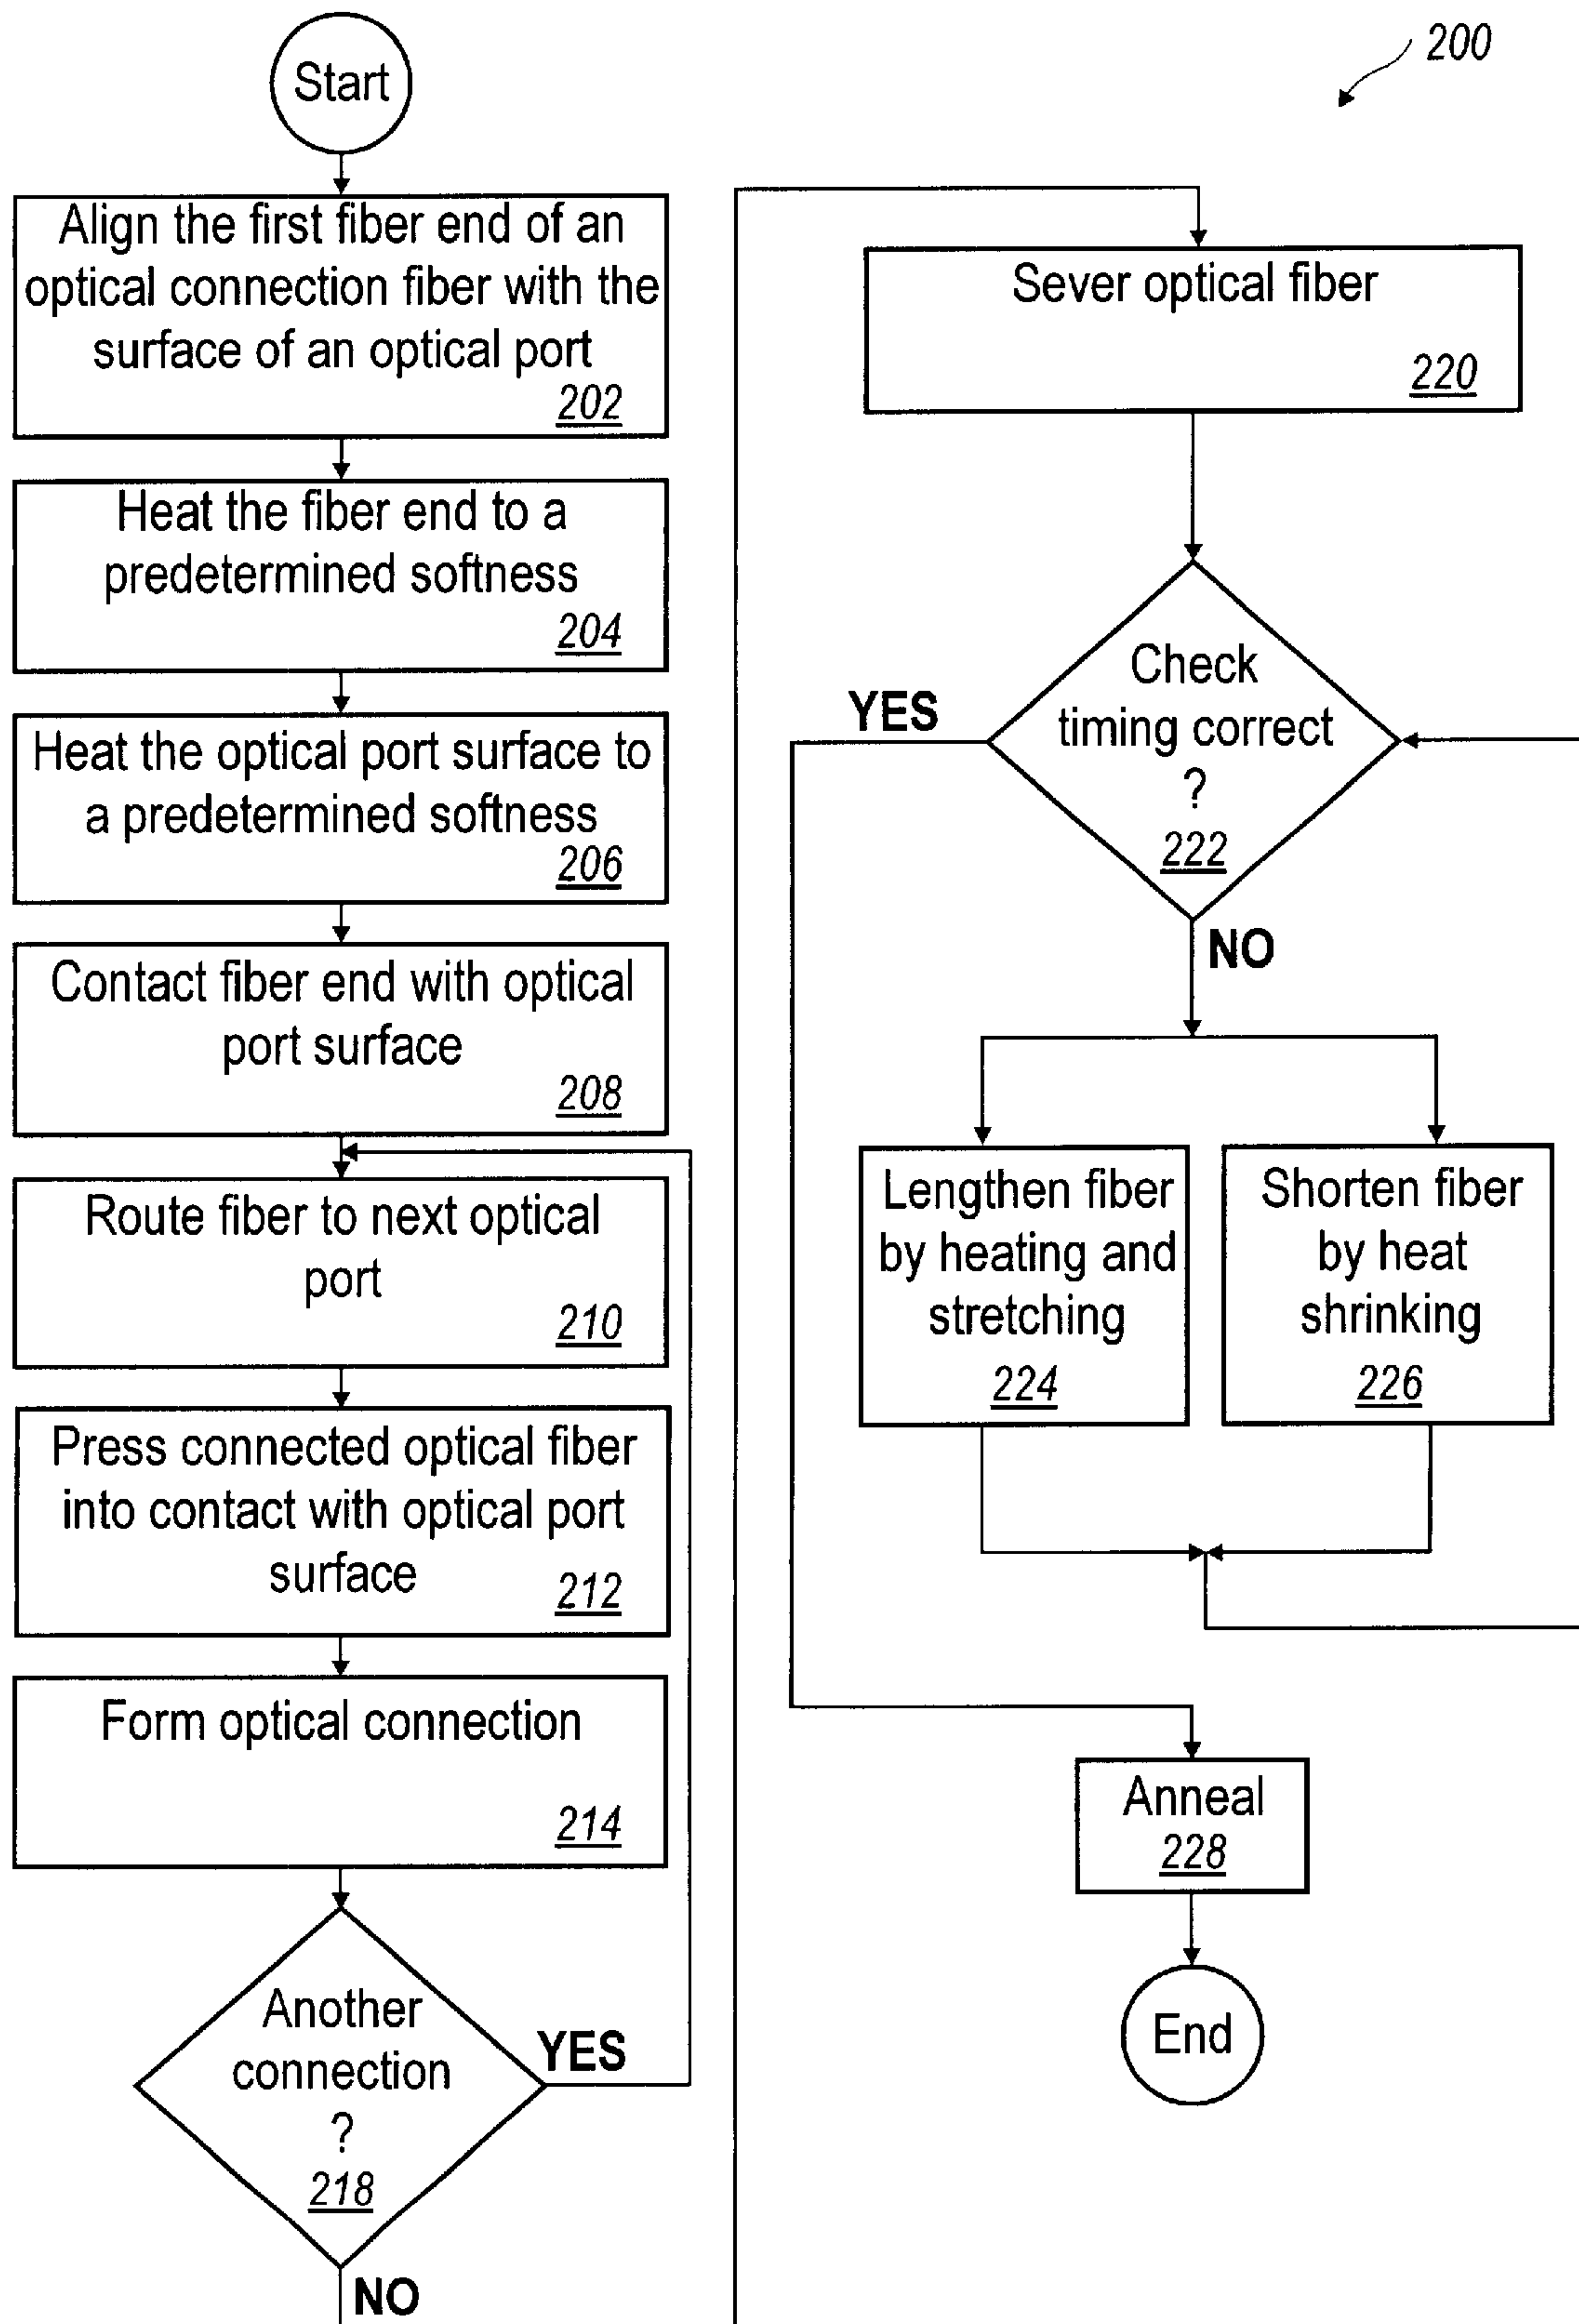 200
Start
Align the first fiber end of an
optical connection fiber with the
surface of an optical port
202
Heat the fiber end to a
predetermined softness
204
Heat the optical port surface to
a predetermined softness
206
Contact fiber end with optical
port surface
208
Route fiber to next optical
port
210
Press connected optical fiber
into contact with optical port
surface
212
Form optical connection
214
Another
connection
?
218
YES
NO
Sever optical fiber
220
Check
timing correct
?
222
YES
NO
Lengthen fiber
by heating and
stretching
224
Shorten fiber
by heat
shrinking
226
Anneal
228
End